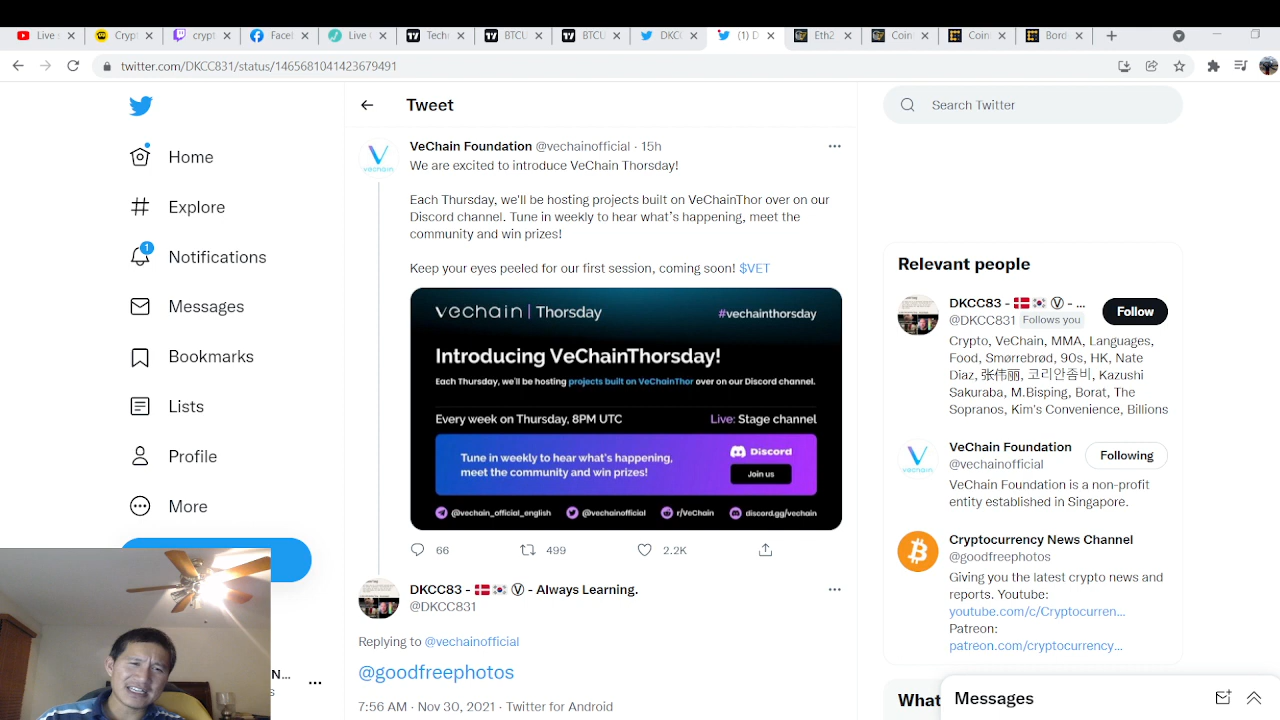 Live s
Crypt
crypt
Facel
Live C
Tech
BTCU
BTCU
DKC(
(1) D
Eth2
Coin
Coin
Bord
twitter.com/DKCC831/status/1465681041423679491
Home
Explore
1
Notifications
Messages
Bookmarks
Lists
Profile
More
N...
s
Tweet
VeChain Foundation @vechainofficial · 15h
We are excited to introduce VeChain Thorsday!
Each Thursday, we'll be hosting projects built on VeChainThor over on our
Discord channel. Tune in weekly to hear what's happening, meet the
community and win prizes!
Keep your eyes peeled for our first session, coming soon! $VET
vechain | Thorsday
#vechainthorsday
Introducing VeChainThorsday!
Each Thursday, we'll be hosting projects built on VeChainThor over on our Discord channel.
Every week on Thursday, 8PM UTC
Live: Stage channel
Tune in weekly to hear what's happening,
meet the community and win prizes!
Discord
Join us
@vechain_official_english
@vechainofficial
r/VeChain
discord.gg/vechain
66
499
2.2K
DKCC83 - 🇩🇰🇰🇷 Ⓥ - Always Learning.
@DKCC831
Replying to @vechainofficial
@goodfreephotos
7:56 AM · Nov 30, 2021 · Twitter for Android
vechain
Search Twitter
Relevant people
DKCC83 - 🇩🇰🇰🇷 Ⓥ - ...
@DKCC831 Follows you
Follow
Crypto, VeChain, MMA, Languages,
Food, Smørrebrød, 90s, HK, Nate
Diaz, 张伟丽, 코리안좀비, Kazushi
Sakuraba, M.Bisping, Borat, The
Sopranos, Kim's Convenience, Billions
vechain
VeChain Foundation
@vechainofficial
Following
VeChain Foundation is a non-profit
entity established in Singapore.
Cryptocurrency News Channel
@goodfreephotos
Giving you the latest crypto news and
reports. Youtube:
youtube.com/c/Cryptocurren...
Patreon:
patreon.com/cryptocurrency...
What
Messages